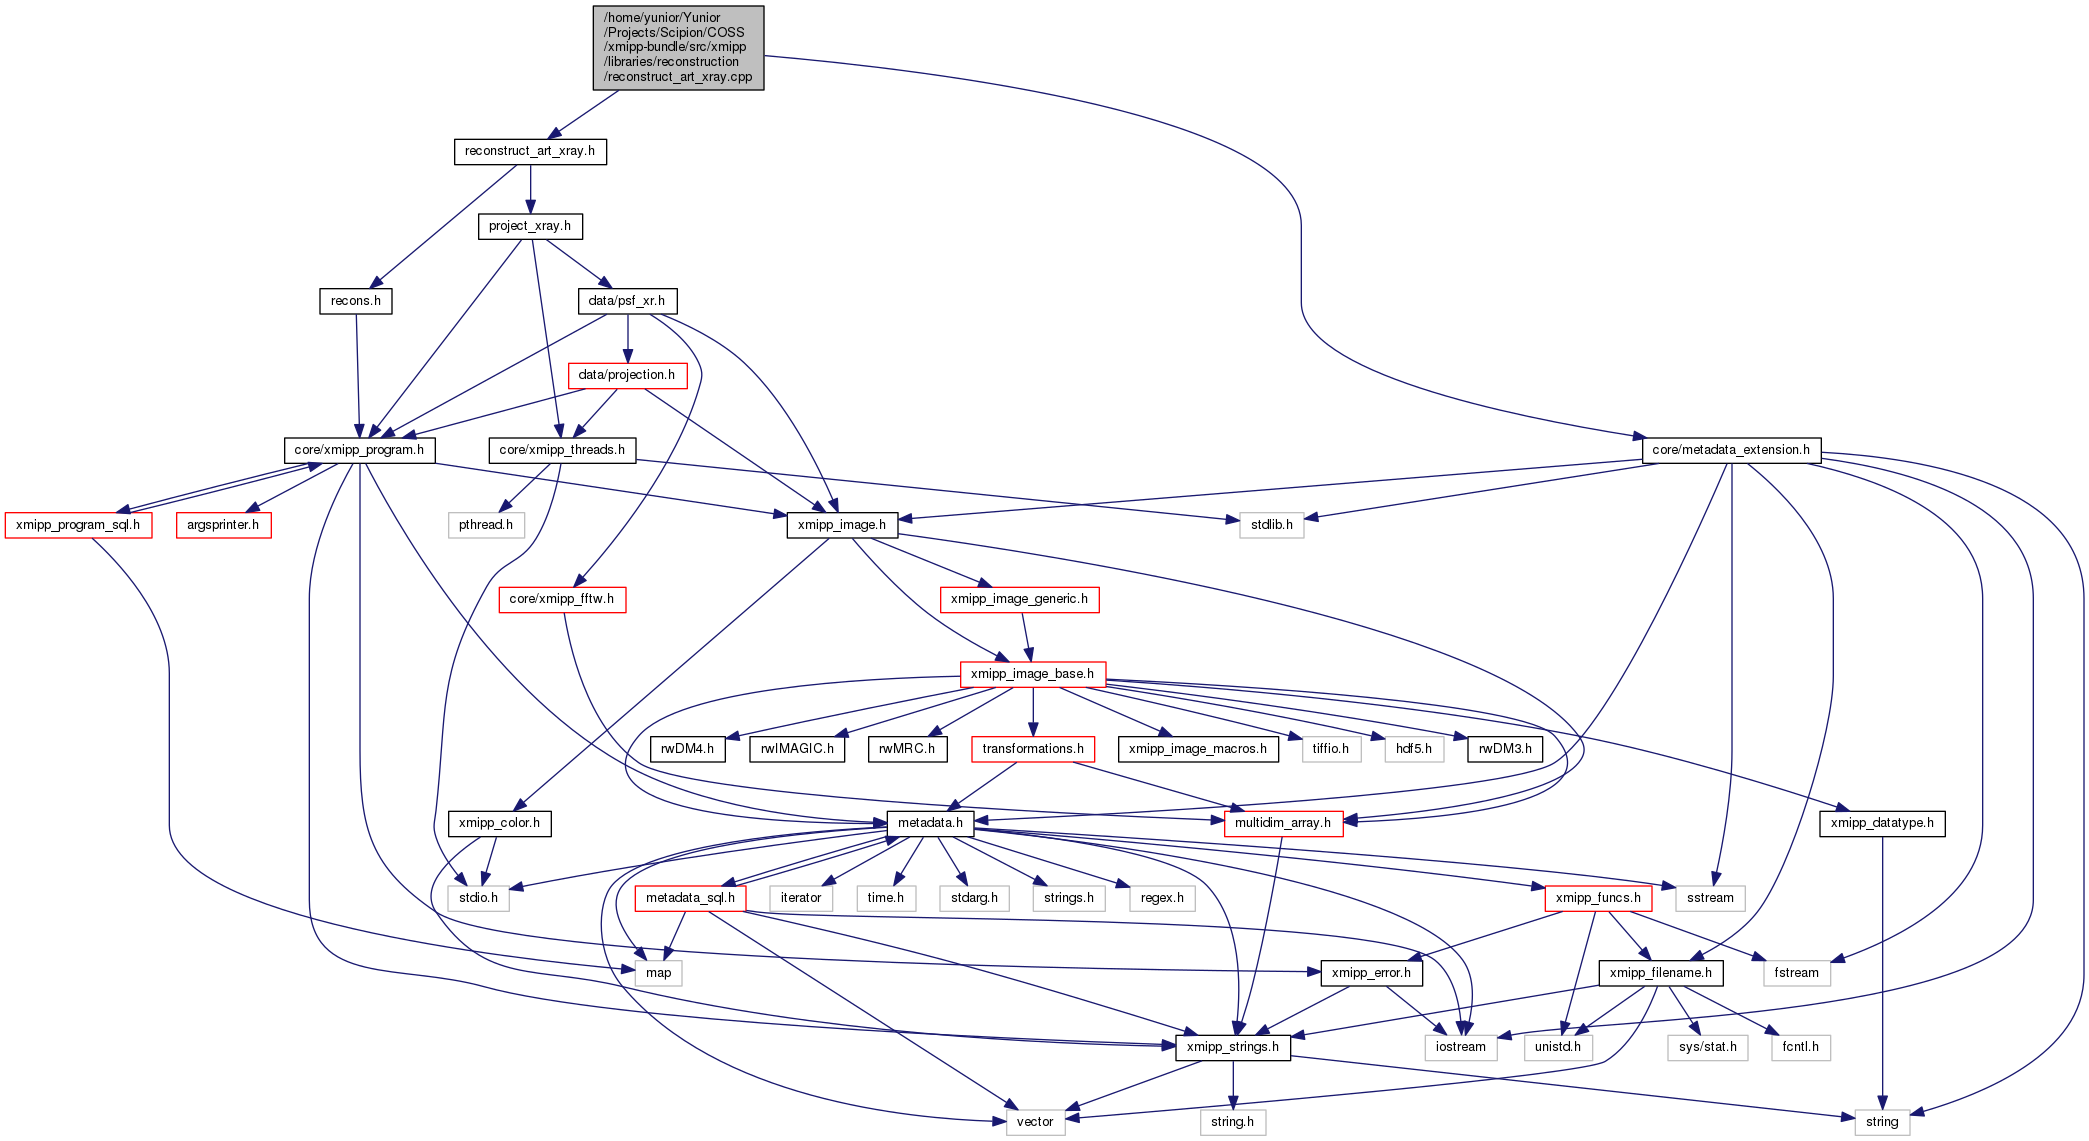 /home/yunior/Yunior
/Projects/Scipion/COSS
/xmipp-bundle/src/xmipp
/libraries/reconstruction
/reconstruct_art_xray.cpp
reconstruct_art_xray.h
project_xray.h
recons.h
data/psf_xr.h
data/projection.h
core/xmipp_program.h
core/xmipp_threads.h
core/metadata_extension.h
xmipp_program_sql.h
argsprinter.h
pthread.h
xmipp_image.h
stdlib.h
core/xmipp_fftw.h
xmipp_image_generic.h
xmipp_image_base.h
rwDM4.h
rwIMAGIC.h
rwMRC.h
transformations.h
xmipp_image_macros.h
tiffio.h
hdf5.h
rwDM3.h
xmipp_color.h
metadata.h
multidim_array.h
xmipp_datatype.h
stdio.h
metadata_sql.h
iterator
time.h
stdarg.h
strings.h
regex.h
xmipp_funcs.h
sstream
map
xmipp_error.h
xmipp_filename.h
fstream
xmipp_strings.h
iostream
unistd.h
sys/stat.h
fcntl.h
vector
string.h
string